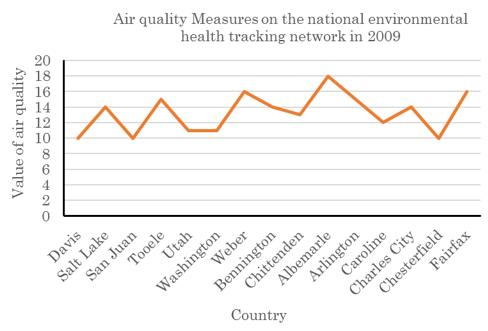 Air quality Measures on the national environmental
health tracking network in 2009
Value of air quality
20
18
16
14
12
10
8
6
4
2
0
Davis
Salt Lake
San Juan
Tooele
Utah
Washington
Weber
Bennington
Chittenden
Albemarle
Arlington
Caroline
Charles City
Chesterfield
Fairfax
Country